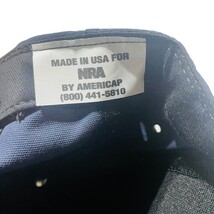 MADE IN USA FOR
NRA
BY AMERICAP
(800) 441-5810